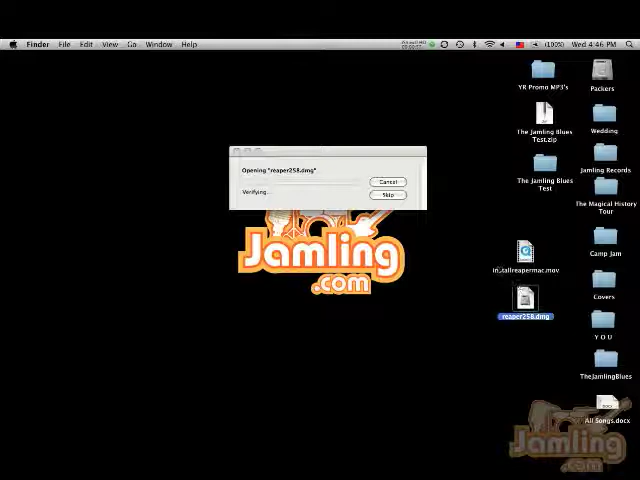 Finder File Edit View Go Window Help
(100%) Wed 4:46 PM
YR Promo MP3's
Packers
The Jamling Blues
Test.zip
Wedding
The Jamling Blues
Test
Jamling Records
The Magical History
Tour
Opening "reaper258.dmg"
Cancel
Verifying...
Skip
Jamling
.com
Camp Jam
installreapermac.mov
Covers
reaper258.dmg
Y O U
TheJamlingBlues
DOCX
All Songs.docx
Jamling
.com